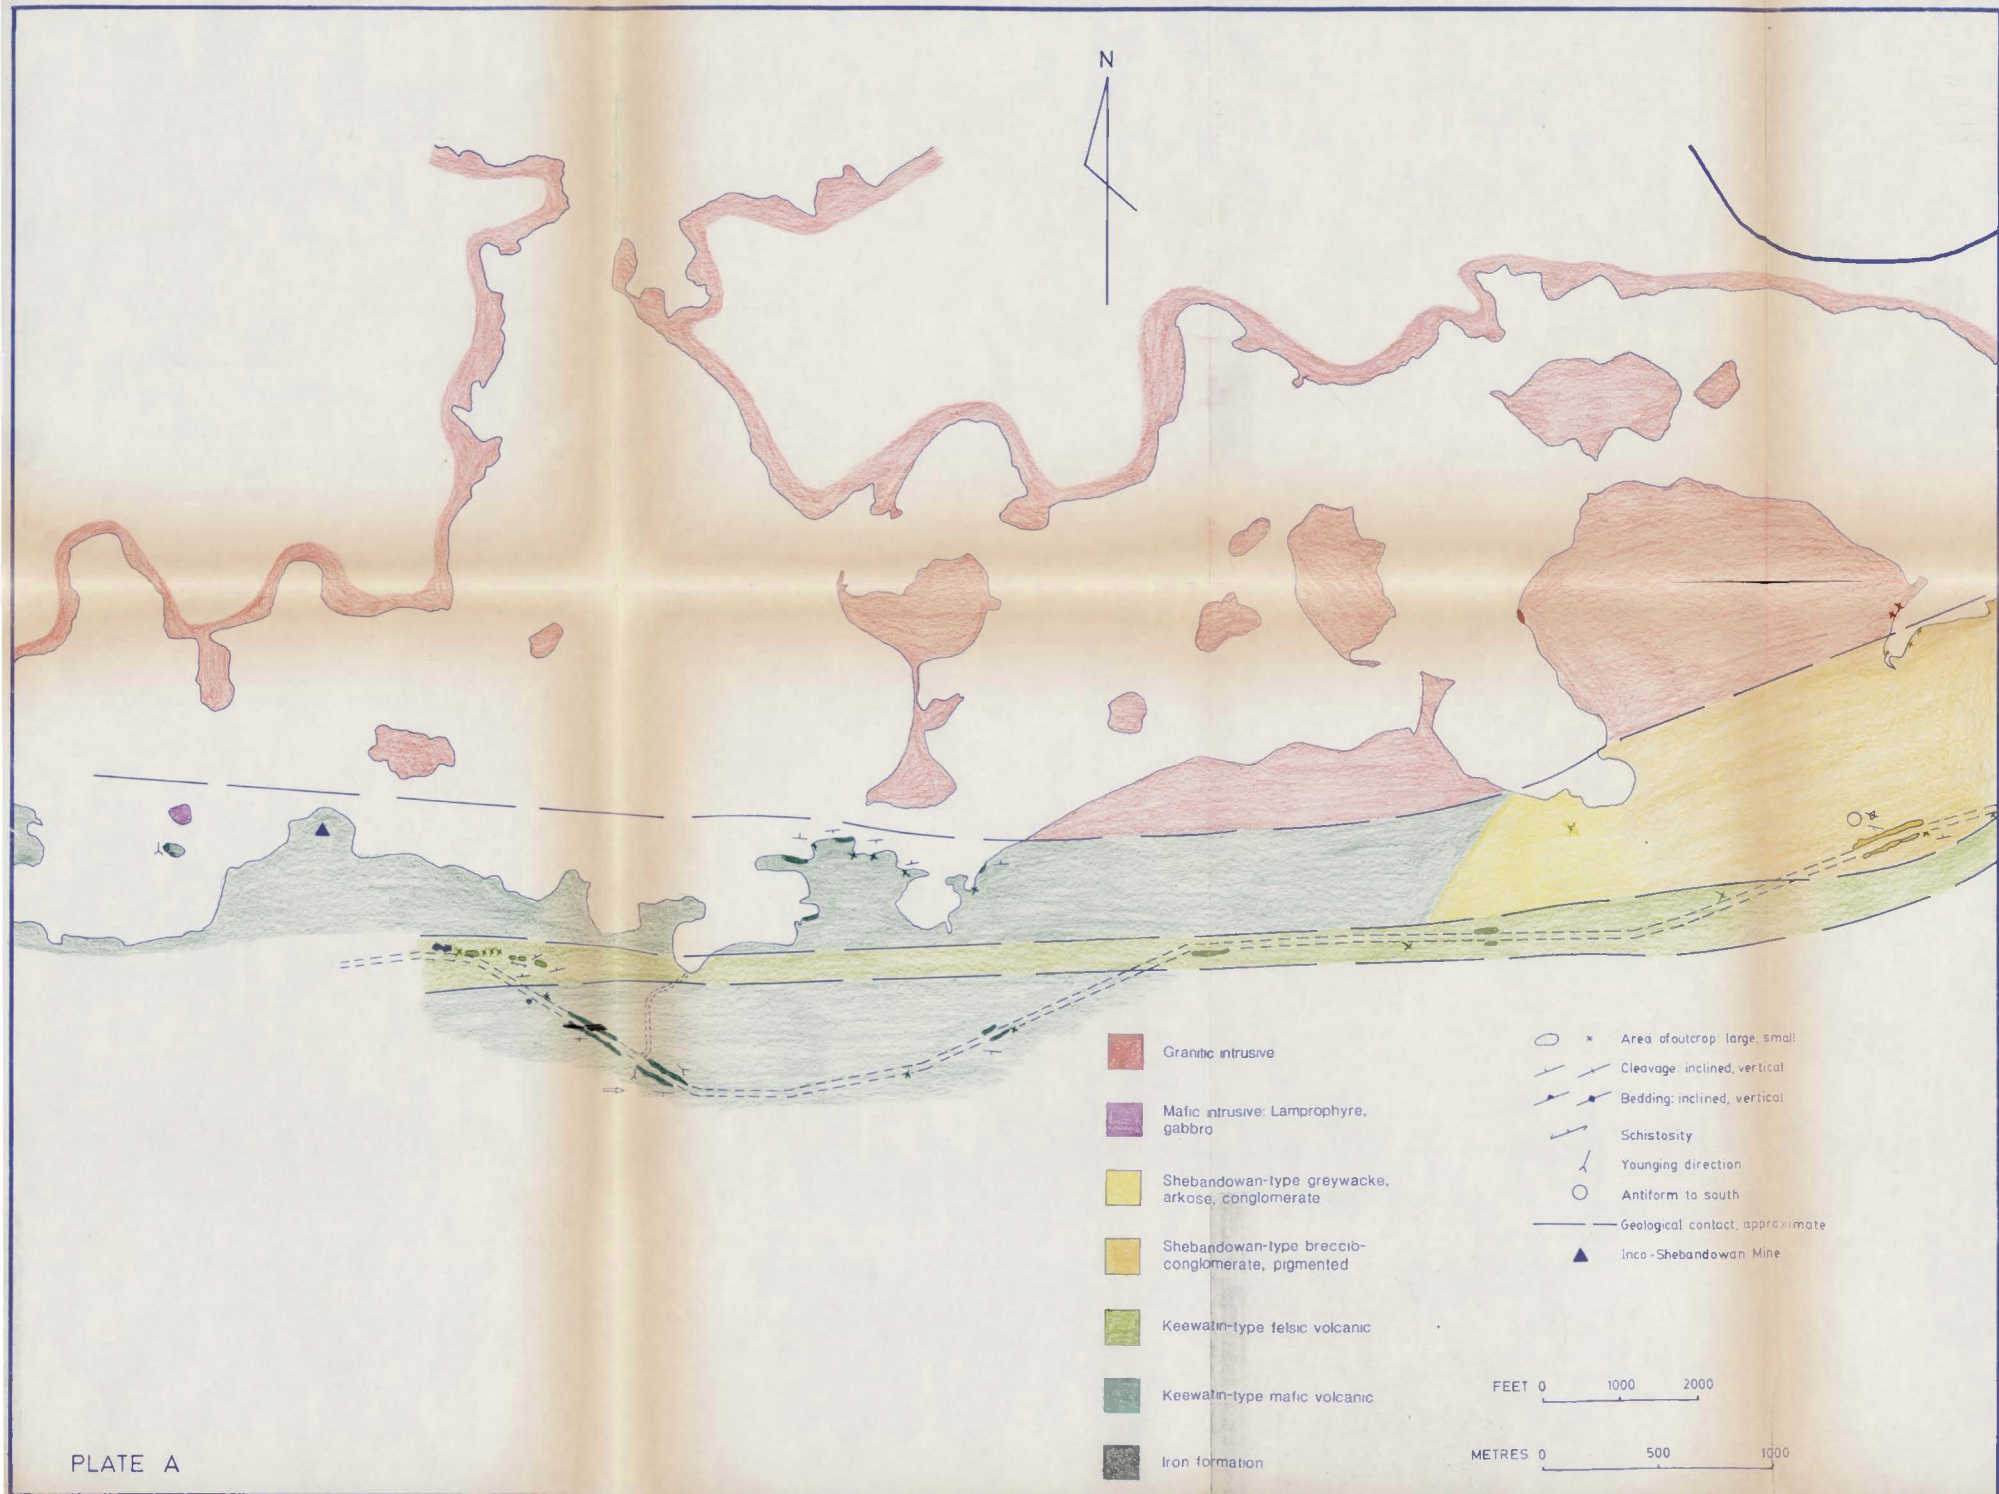 N
Granitic intrusive
Mafic intrusive: Lamprophyre,
gabbro
Shebandowan-type greywacke,
arkose, conglomerate
Shebandowan-type breccio-
conglomerate, pigmented
Keewatin-type felsic volcanic
Keewatin-type mafic volcanic
Iron formation
Area of outcrop: large, small
Cleavage: inclined, vertical
Bedding: inclined, vertical
Schistosity
Younging direction
Antiform to south
Geological contact, approximate
Inco-Shebandowan Mine
FEET 0 1000 2000
METRES 0 500 1000
PLATE A